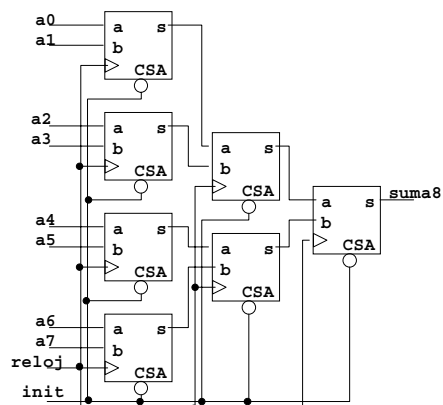 a0
a1
a s
b
CSA
a2
a3
a s
b
CSA
a s
b
CSA
a s
b
CSA
suma8
a4
a5
a s
b
CSA
a s
b
CSA
a6
a7
a s
b
CSA
reloj
init